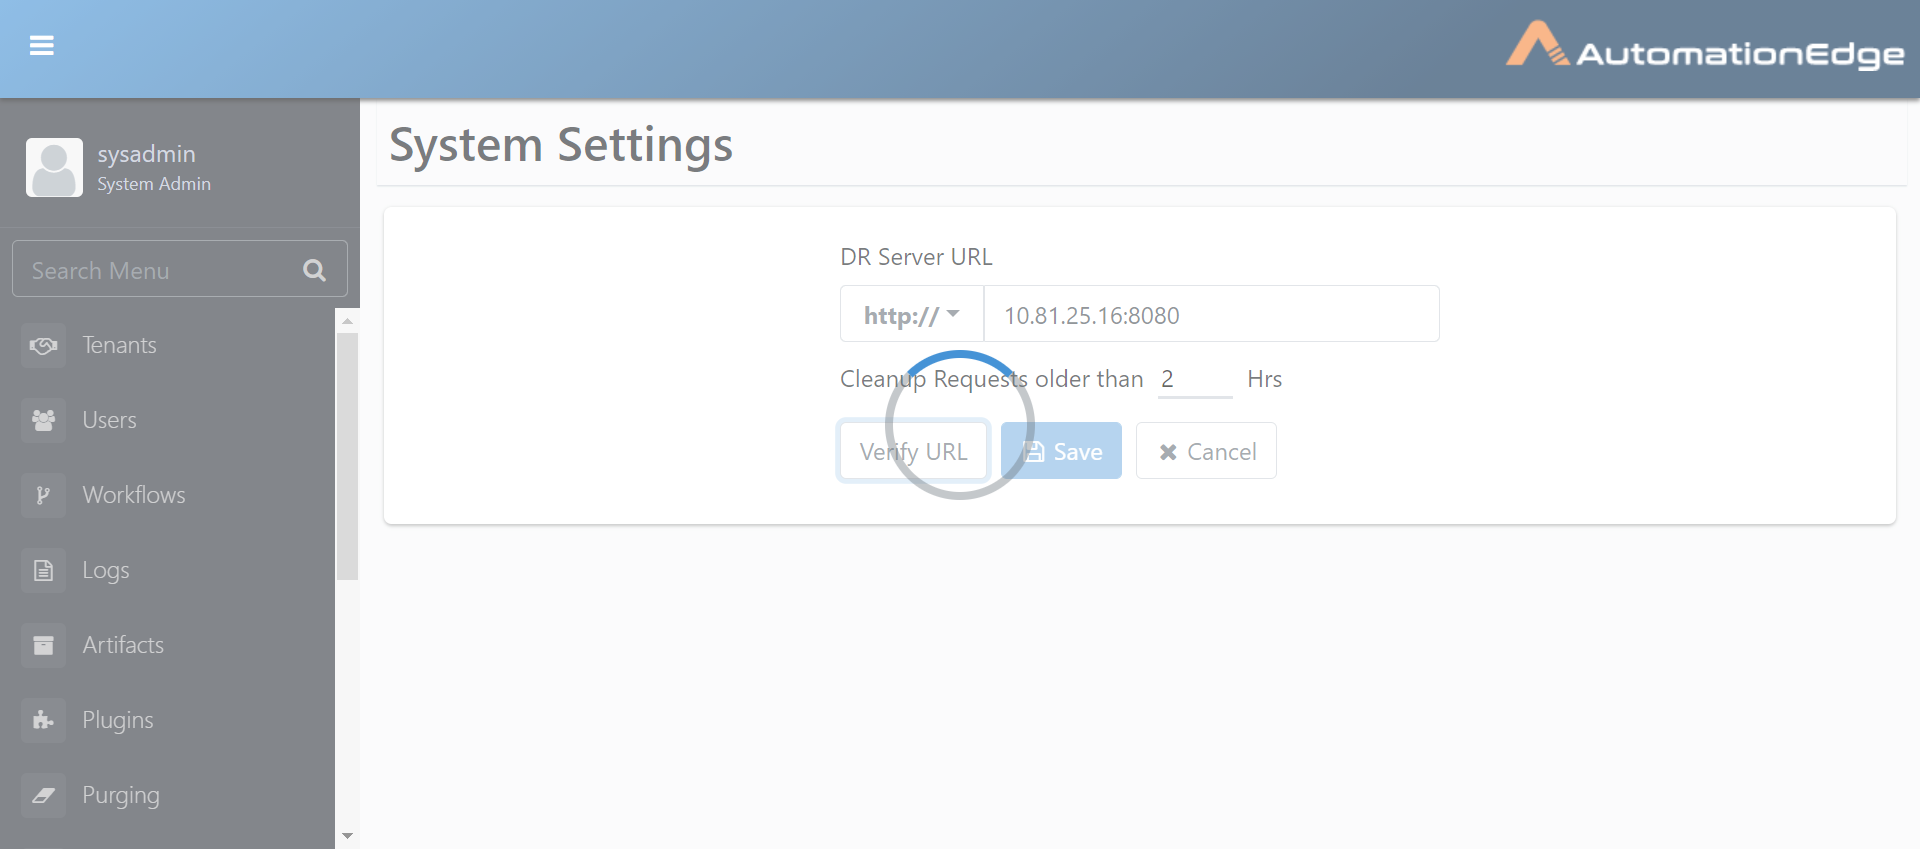 AutomationEdge
sysadmin
System Admin
Search Menu
Tenants
Users
Workflows
Logs
Artifacts
Plugins
Purging
System Settings
DR Server URL
http:// 10.81.25.16:8080
Cleanup Requests older than 2 Hrs
Verify URL Save Cancel